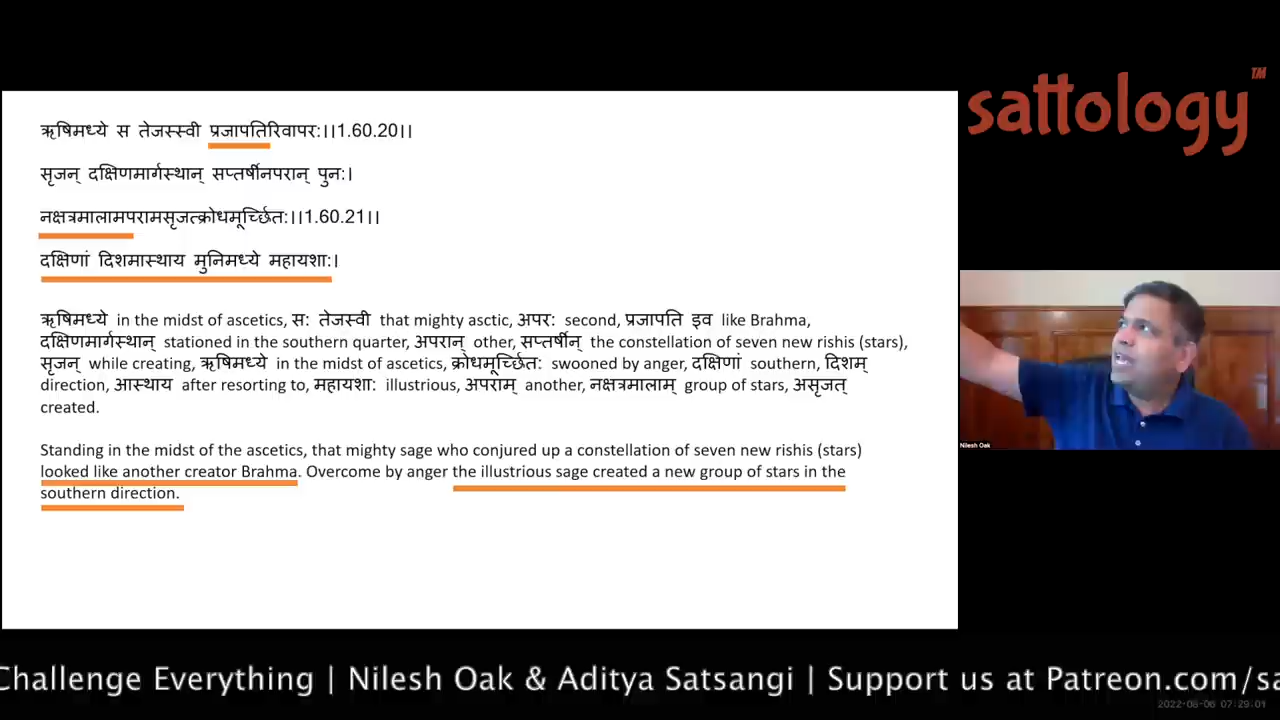 sattology™
ऋषिमध्ये स तेजस्स्वी प्रजापतिरिवापर:।।1.60.20।।
सृजन् दक्षिणमार्गस्थान् सप्तर्षीनपरान् पुन:।
नक्षत्रमालामपरामसृजत्क्रोधमूर्च्छित:।।1.60.21।।
दक्षिणां दिशमास्थाय मुनिमध्ये महायशा:।
ऋषिमध्ये in the midst of ascetics, स: तेजस्वी that mighty asctic, अपर: second, प्रजापति इव like Brahma,
दक्षिणमार्गस्थान् stationed in the southern quarter, अपरान् other, सप्तर्षीन् the constellation of seven new rishis (stars),
सृजन् while creating, ऋषिमध्ये in the midst of ascetics, क्रोधमूर्च्छित: swooned by anger, दक्षिणां southern, दिशम्
direction, आस्थाय after resorting to, महायशा: illustrious, अपराम् another, नक्षत्रमालाम् group of stars, असृजत्
created.
Standing in the midst of the ascetics, that mighty sage who conjured up a constellation of seven new rishis (stars)
looked like another creator Brahma. Overcome by anger the illustrious sage created a new group of stars in the
southern direction.
Nilesh Oak
Challenge Everything | Nilesh Oak & Aditya Satsangi | Support us at Patreon.com/sa
2022-08-06 07:29:01